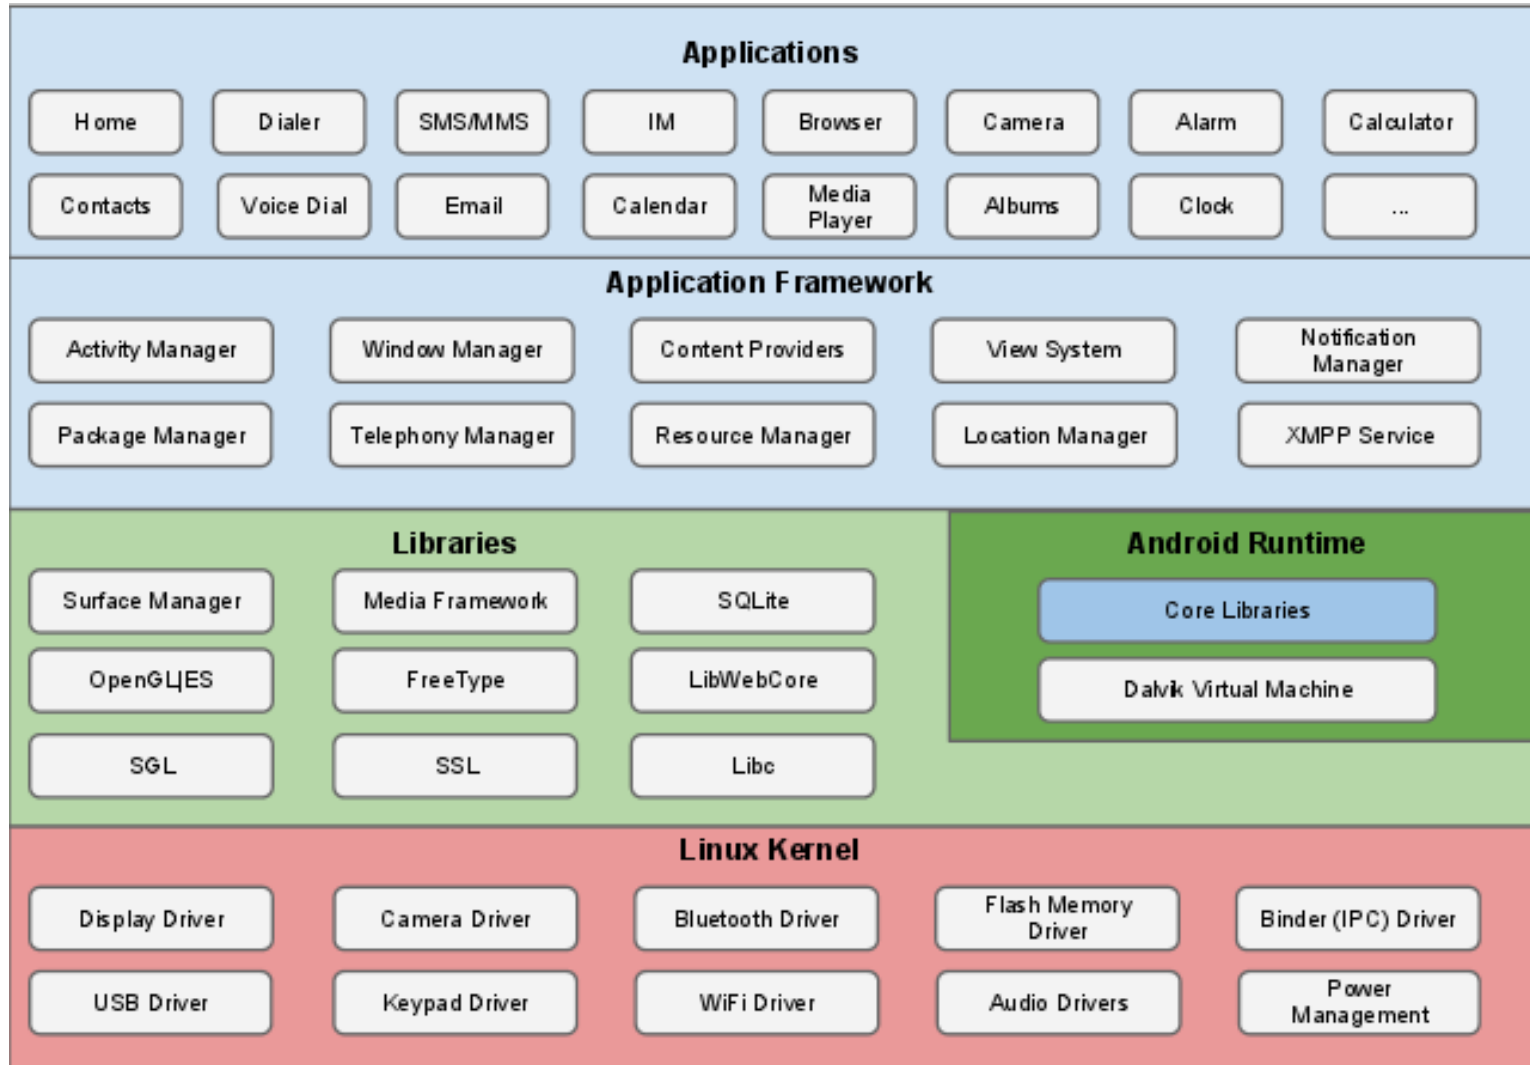 Applications
Home
Dialer
SMS/MMS
IM
Browser
Camera
Alarm
Calculator
Contacts
Voice Dial
Email
Calendar
Media
Player
Albums
Clock
...
Application Framework
Activity Manager
Window Manager
Content Providers
View System
Notification
Manager
Package Manager
Telephony Manager
Resource Manager
Location Manager
XMPP Service
Libraries
Surface Manager
Media Framework
SQLite
OpenGL|ES
FreeType
LibWebCore
SGL
SSL
Libc
Android Runtime
Core Libraries
Dalvik Virtual Machine
Linux Kernel
Display Driver
Camera Driver
Bluetooth Driver
Flash Memory
Driver
Binder (IPC) Driver
USB Driver
Keypad Driver
WiFi Driver
Audio Drivers
Power
Management